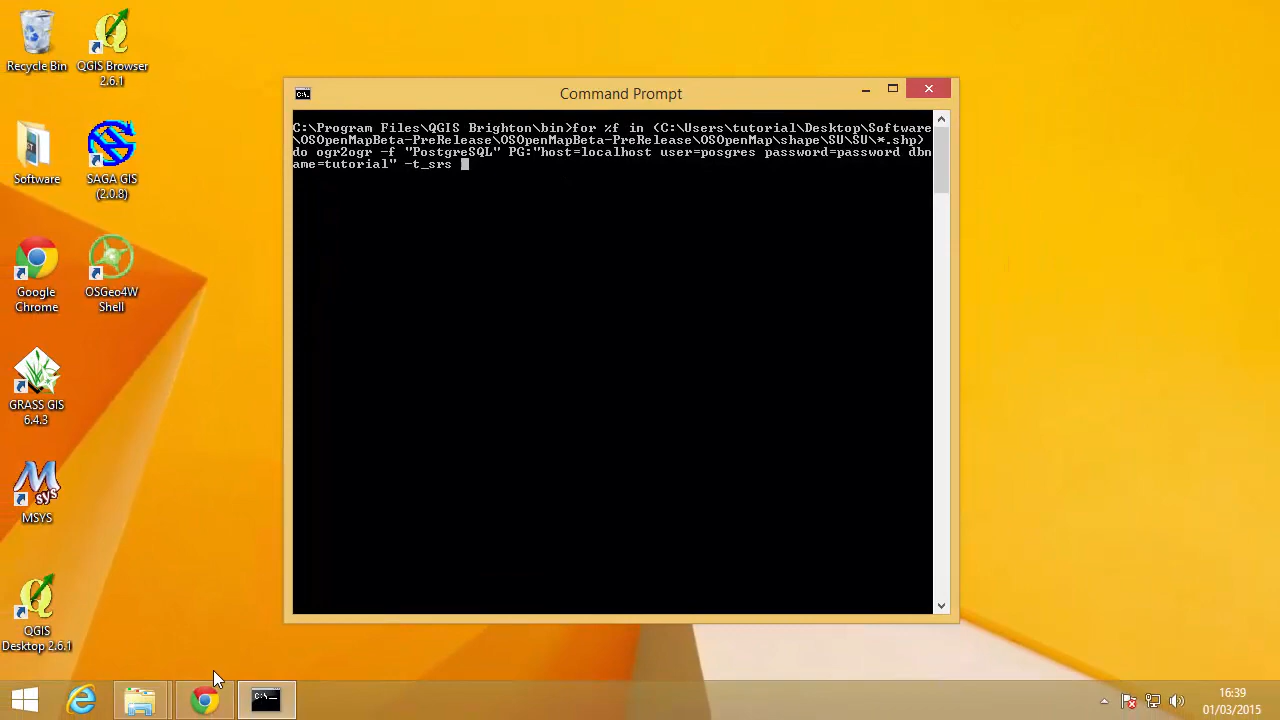 Recycle Bin
QGIS Browser
2.6.1
Software
SAGA GIS
(2.0.8)
Google
Chrome
OSGeo4W
Shell
GRASS GIS
6.4.3
MSYS
QGIS
Desktop 2.6.1
Command Prompt
C:\Program Files\QGIS Brighton\bin>for %f in (C:\Users\tutorial\Desktop\Software
\OSOpenMapBeta-PreRelease\OSOpenMapBeta-PreRelease\OSOpenMap\shape\SU\SU\*.shp)
do ogr2ogr -f "PostgreSQL" PG:"host=localhost user=posgres password=password dbn
ame=tutorial" -t_srs
16:39
01/03/2015